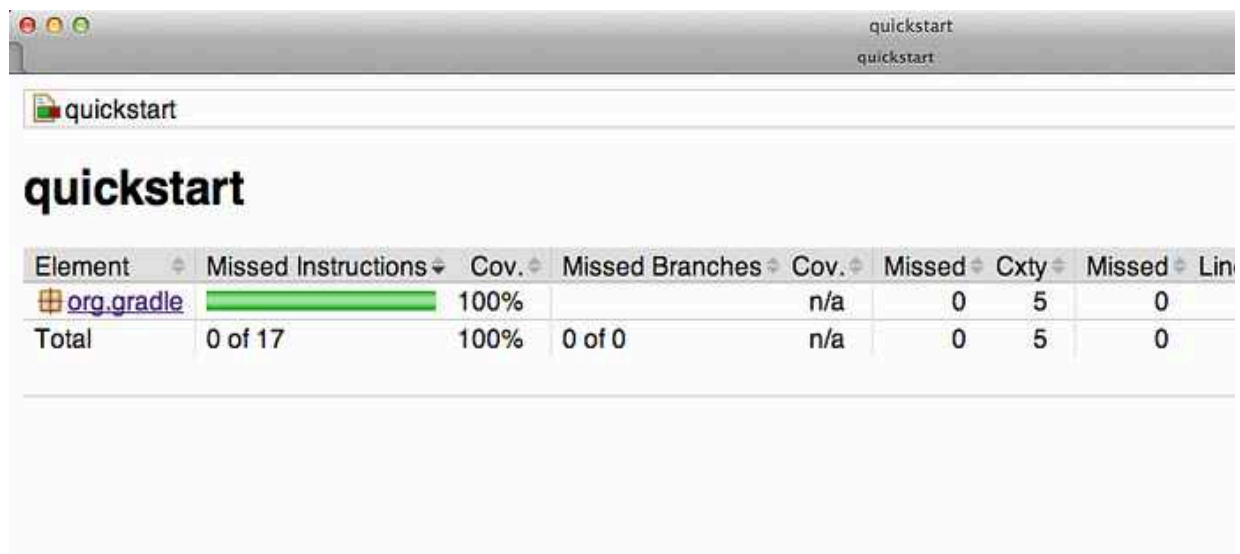 quickstart
quickstart
quickstart
quickstart
Element Missed Instructions Cov. Missed Branches Cov. Missed Cxty Missed
org.gradle 100% n/a 0 5 0
Total 0 of 17 100% 0 of 0 n/a 0 5 0